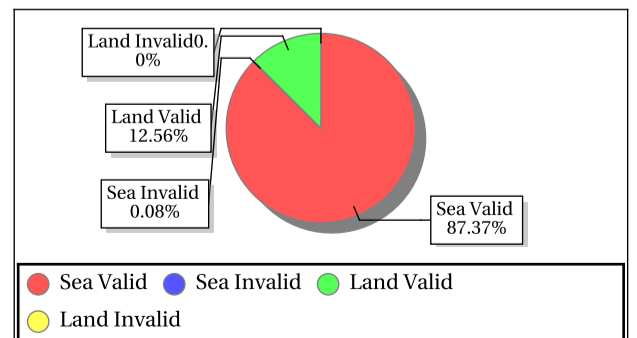 Land Invalid0.
0%
Land Valid
12.56%
Sea Invalid
0.08%
Sea Valid
87.37%
Sea Valid
Sea Invalid
Land Valid
Land Invalid